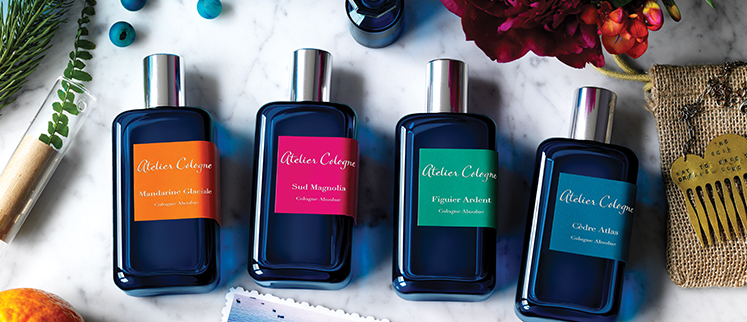 Atelier Cologne
Mandarine Glaciale
Cologne Absolue
Atelier Cologne
Sud Magnolia
Cologne Absolue
Atelier Cologne
Figuier Ardent
Cologne Absolue
Atelier Cologne
Cèdre Atlas
Cologne Absolue